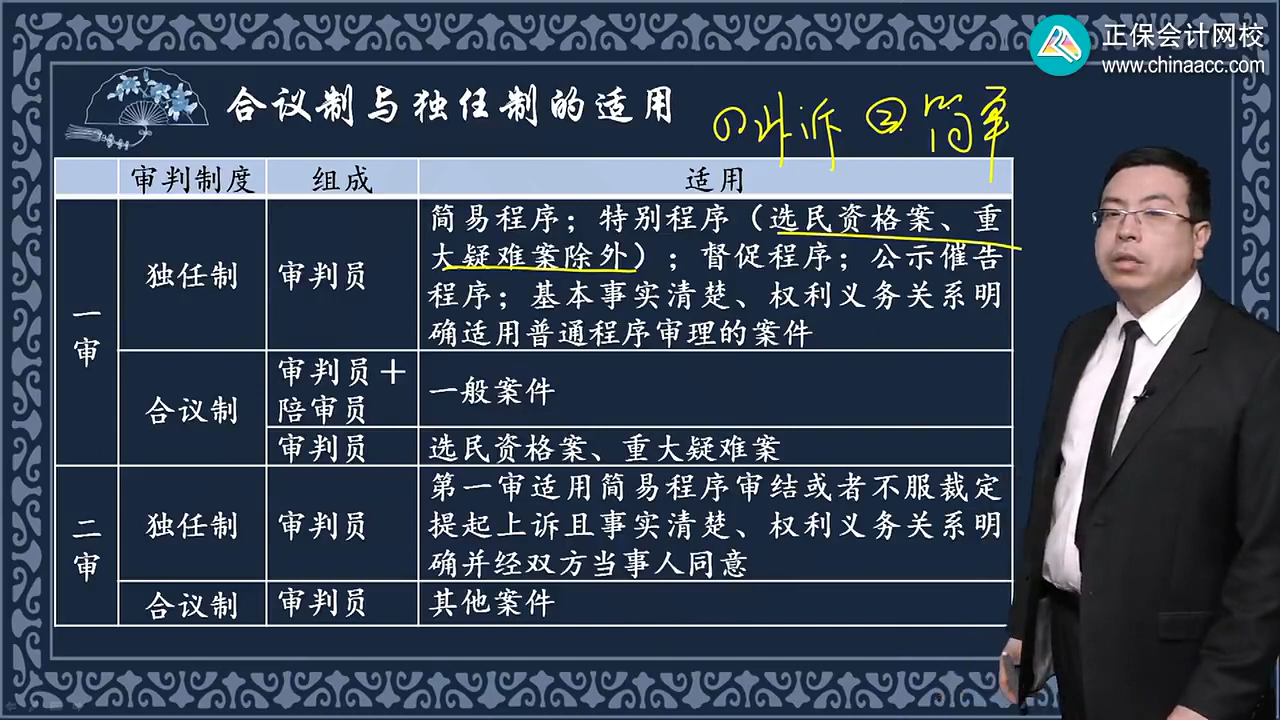 正保会计网校
www.chinaacc.com
合议制与独任制的适用
①非诉 ②简单
审判制度 组成 适用
一审
独任制 审判员
简易程序；特别程序（选民资格案、重
大疑难案除外）；督促程序；公示催告
程序；基本事实清楚、权利义务关系明
确适用普通程序审理的案件
合议制
审判员＋
陪审员
一般案件
审判员 选民资格案、重大疑难案
二审
独任制 审判员
第一审适用简易程序审结或者不服裁定
提起上诉且事实清楚、权利义务关系明
确并经双方当事人同意
合议制 审判员 其他案件